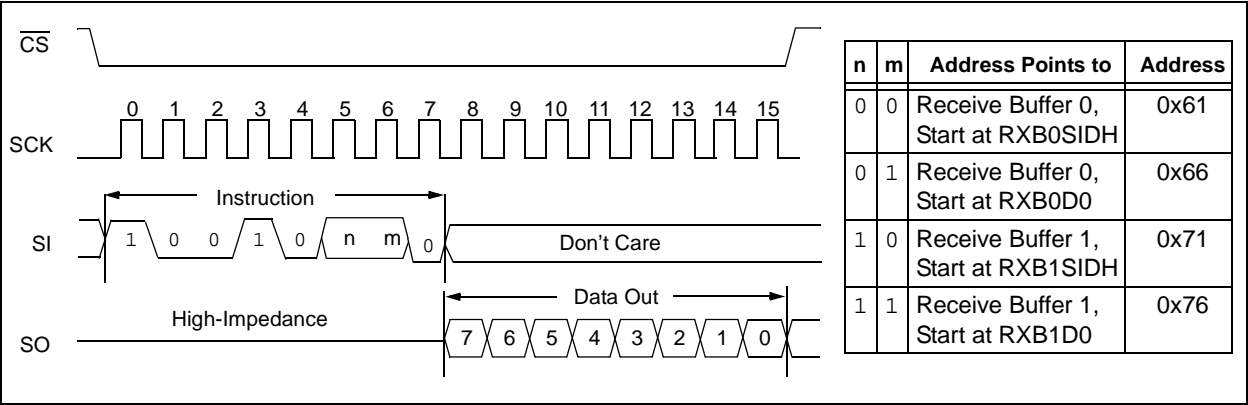 CS
0 1 2 3 4 5 6 7 8 9 10 11 12 13 14 15
SCK
Instruction
SI 1 0 0 1 0 n m 0 Don't Care
Data Out
High-Impedance
SO 7 6 5 4 3 2 1 0
n m Address Points to Address
0 0 Receive Buffer 0, 0x61
Start at RXB0SIDH
0 1 Receive Buffer 0, 0x66
Start at RXB0D0
1 0 Receive Buffer 1, 0x71
Start at RXB1SIDH
1 1 Receive Buffer 1, 0x76
Start at RXB1D0